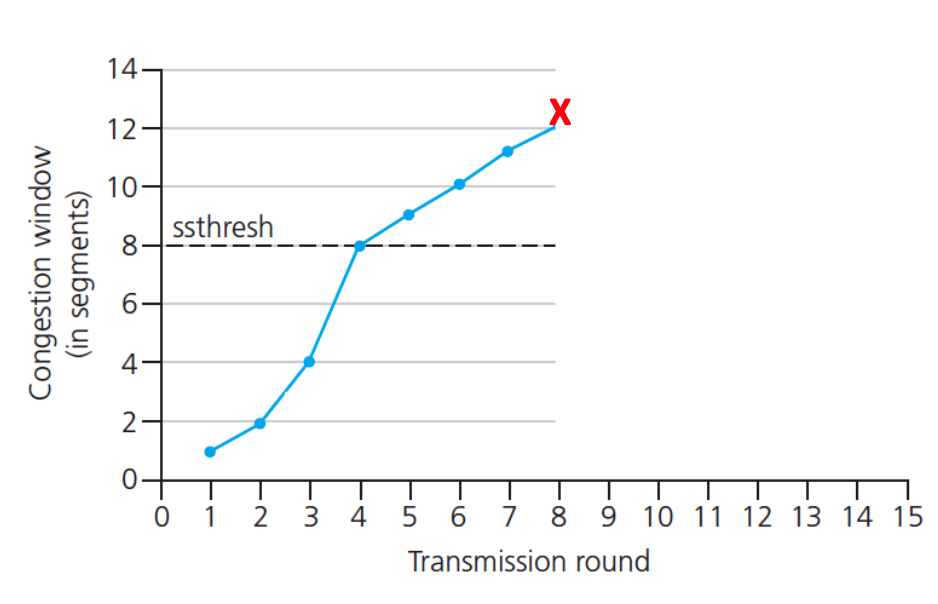 14
X
12
10
ssthresh
8
6
4
2
0
Congestion window
(in segments)
0 1 2 3 4 5 6 7 8 9 10 11 12 13 14 15
Transmission round